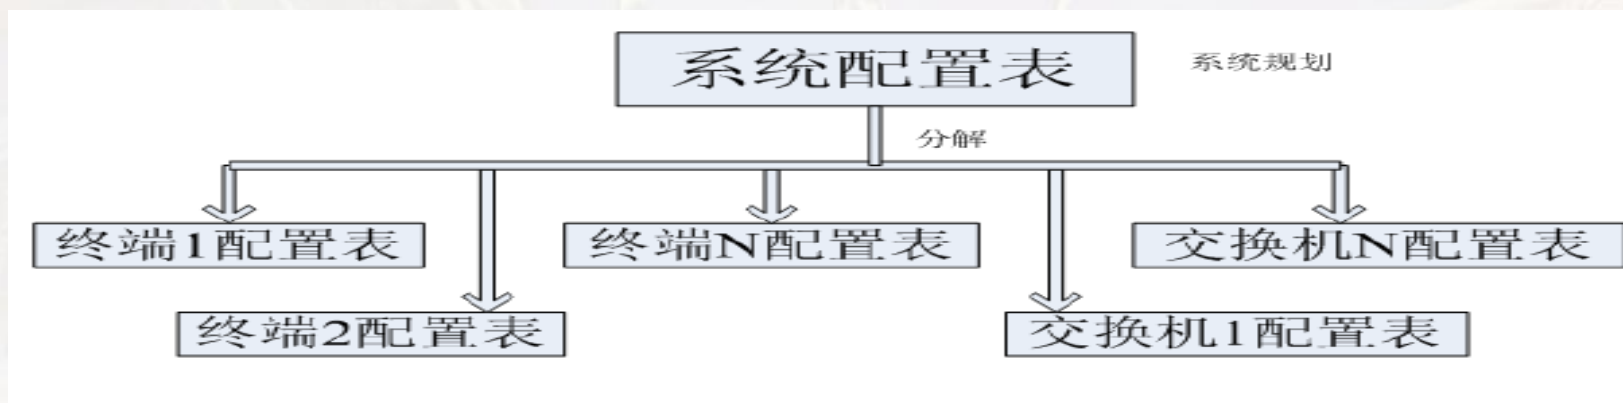 系统配置表
系统规划
分解
终端1配置表
终端N配置表
交换机N配置表
终端2配置表
交换机1配置表